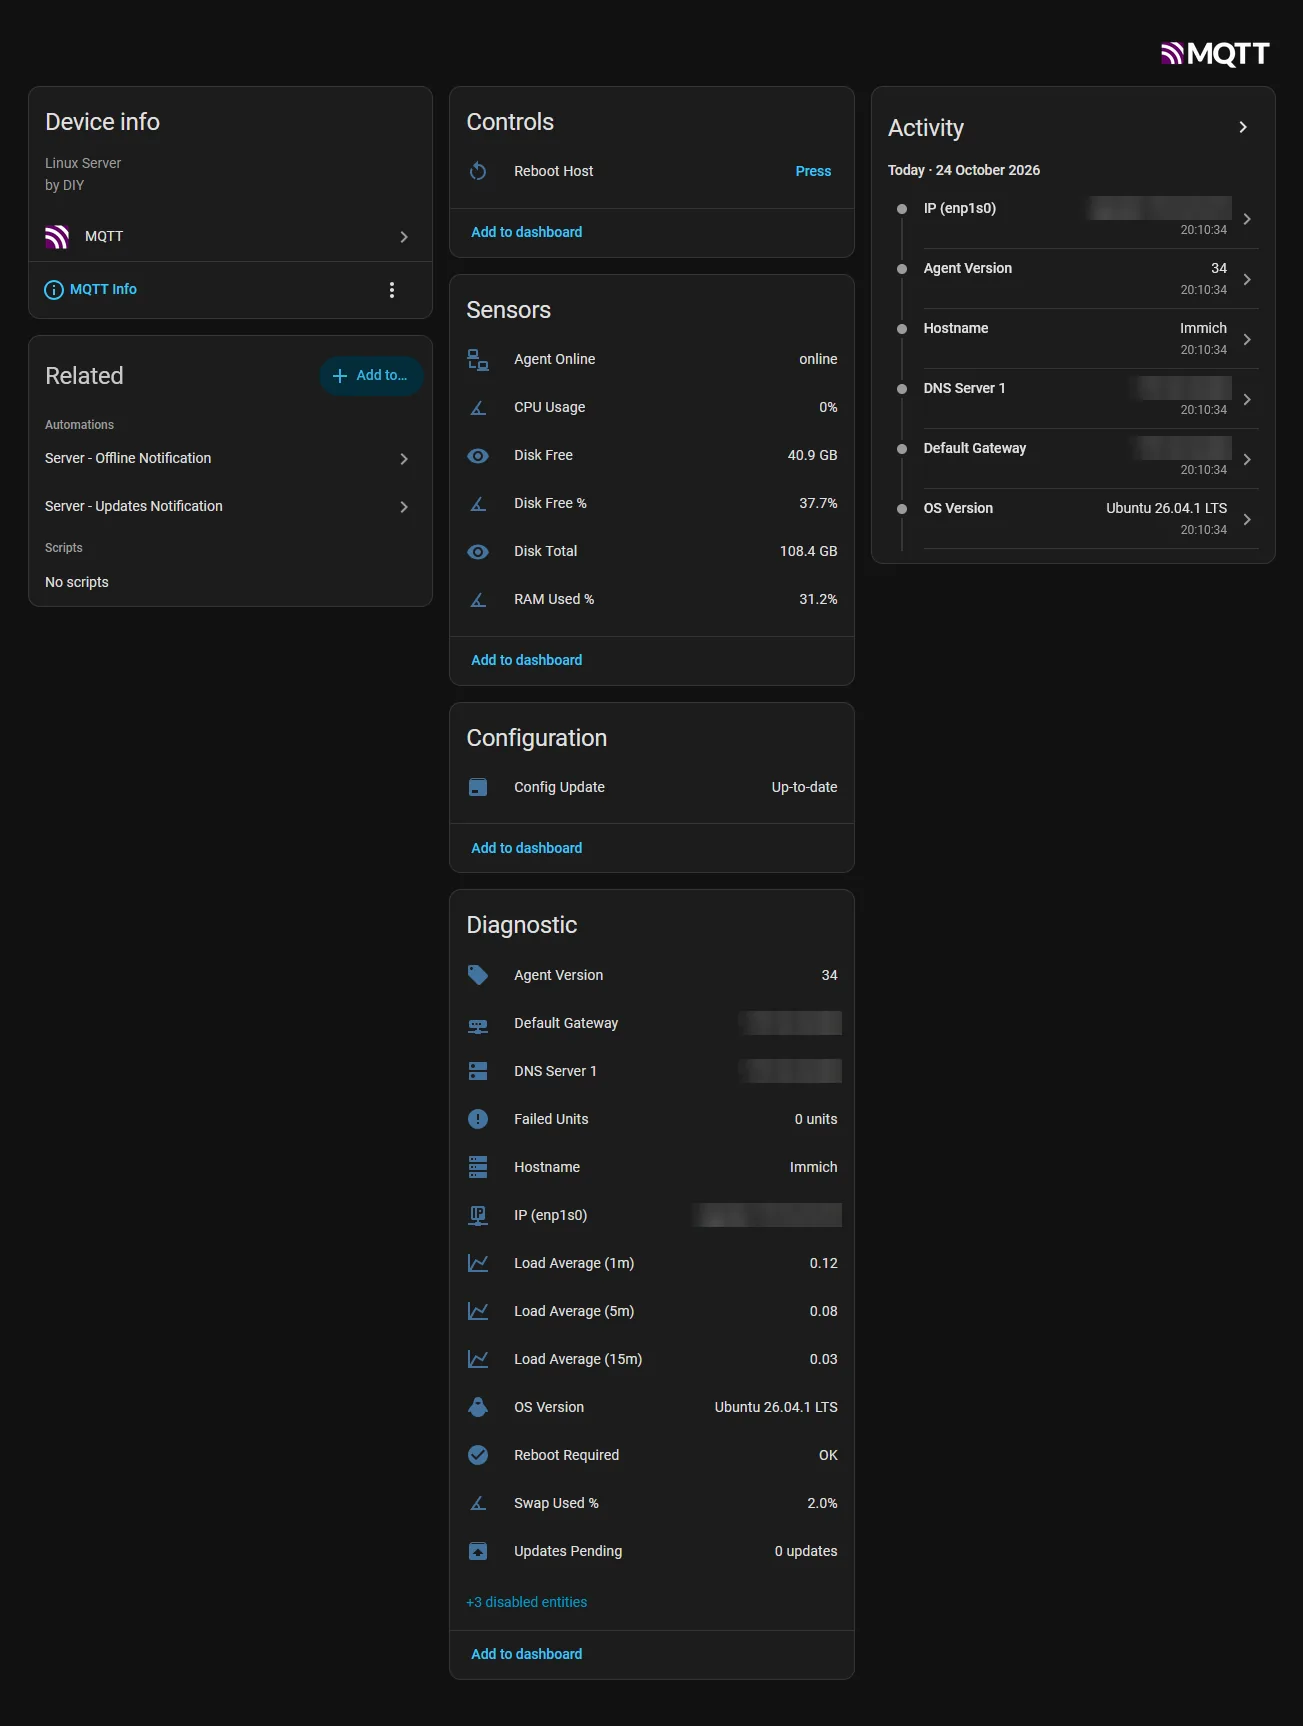 MQTT
Device info
Linux Server
by DIY
MQTT
MQTT Info
Related
Add to...
Automations
Server - Offline Notification
Server - Updates Notification
Scripts
No scripts
Controls
Reboot Host Press
Add to dashboard
Sensors
Agent Online online
CPU Usage 0%
Disk Free 40.9 GB
Disk Free % 37.7%
Disk Total 108.4 GB
RAM Used % 31.2%
Add to dashboard
Configuration
Config Update Up-to-date
Add to dashboard
Diagnostic
Agent Version 34
Default Gateway
DNS Server 1
Failed Units 0 units
Hostname Immich
IP (enp1s0)
Load Average (1m) 0.12
Load Average (5m) 0.08
Load Average (15m) 0.03
OS Version Ubuntu 26.04.1 LTS
Reboot Required OK
Swap Used % 2.0%
Updates Pending 0 updates
+3 disabled entities
Add to dashboard
Activity
Today · 24 October 2026
IP (enp1s0)
20:10:34
Agent Version 34
20:10:34
Hostname Immich
20:10:34
DNS Server 1
20:10:34
Default Gateway
20:10:34
OS Version Ubuntu 26.04.1 LTS
20:10:34